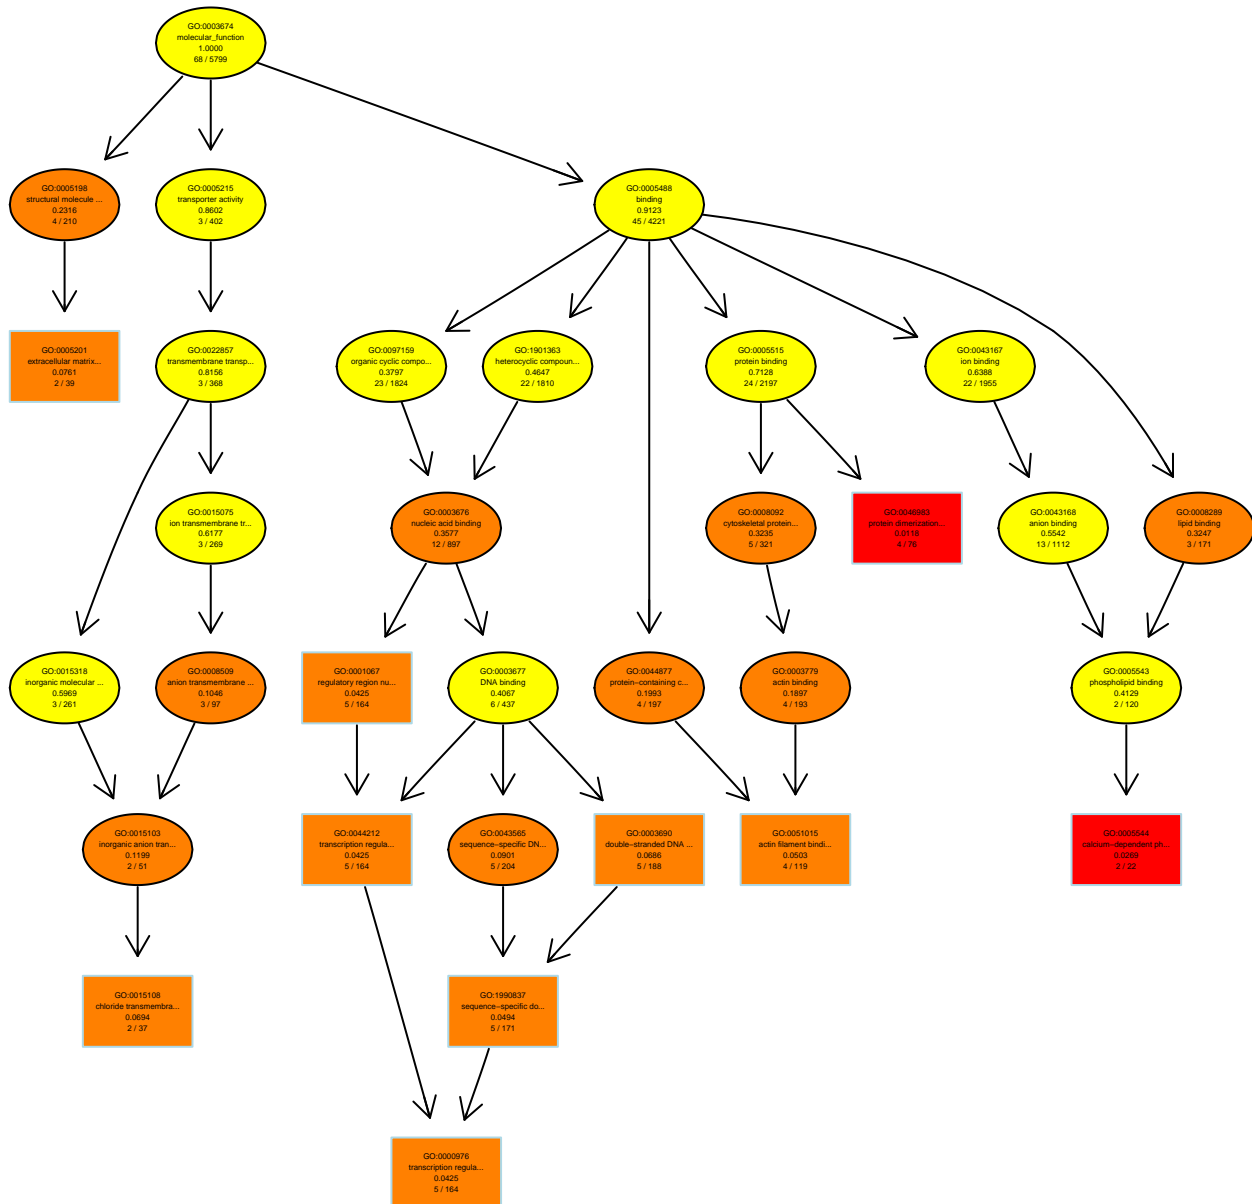 GO:0003674
molecular_function
1.0000
68 / 5799
GO:0005198
structural molecule ...
0.2316
4 / 210
GO:0005215
transporter activity
0.8602
3 / 402
GO:0005488
binding
0.9123
45 / 4221
GO:0005201
extracellular matrix...
0.0761
2 / 39
GO:0022857
transmembrane transp...
0.8156
3 / 368
GO:0097159
organic cyclic compo...
0.3797
23 / 1824
GO:1901363
heterocyclic compoun...
0.4647
22 / 1810
GO:0005515
protein binding
0.7128
24 / 2197
GO:0043167
ion binding
0.6388
22 / 1955
GO:0015075
ion transmembrane tr...
0.6177
3 / 269
GO:0003676
nucleic acid binding
0.3577
12 / 897
GO:0008092
cytoskeletal protein...
0.3235
5 / 321
GO:0046983
protein dimerization...
0.0118
4 / 76
GO:0043168
anion binding
0.5542
13 / 1112
GO:0008289
lipid binding
0.3247
3 / 171
GO:0015318
inorganic molecular ...
0.5969
3 / 261
GO:0008509
anion transmembrane ...
0.1046
3 / 97
GO:0001067
regulatory region nu...
0.0425
5 / 164
GO:0003677
DNA binding
0.4067
6 / 437
GO:0044877
protein−containing c...
0.1993
4 / 197
GO:0003779
actin binding
0.1897
4 / 193
GO:0005543
phospholipid binding
0.4129
2 / 120
GO:0015103
inorganic anion tran...
0.1199
2 / 51
GO:0044212
transcription regula...
0.0425
5 / 164
GO:0043565
sequence−specific DN...
0.0901
5 / 204
GO:0003690
double−stranded DNA ...
0.0686
5 / 188
GO:0051015
actin filament bindi...
0.0503
4 / 119
GO:0005544
calcium−dependent ph...
0.0269
2 / 22
GO:0015108
chloride transmembra...
0.0694
2 / 37
GO:1990837
sequence−specific do...
0.0494
5 / 171
GO:0000976
transcription regula...
0.0425
5 / 164